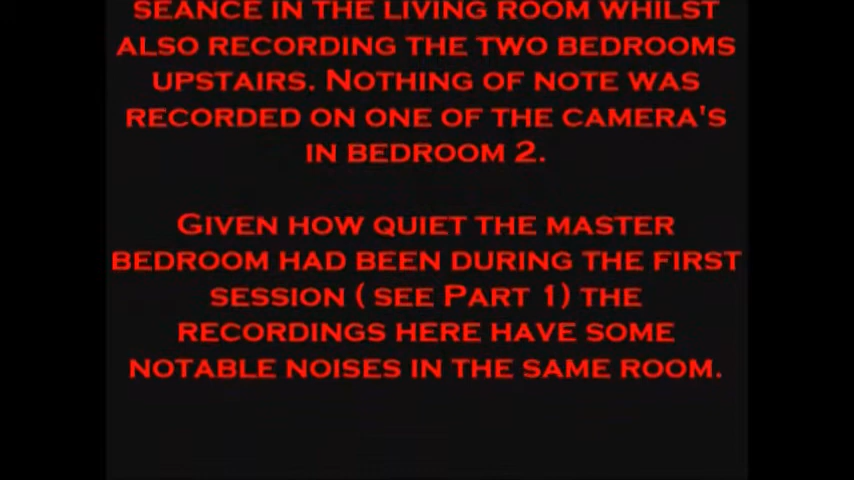 SEANCE IN THE LIVING ROOM WHILST
ALSO RECORDING THE TWO BEDROOMS
UPSTAIRS. NOTHING OF NOTE WAS
RECORDED ON ONE OF THE CAMERA'S
IN BEDROOM 2.
GIVEN HOW QUIET THE MASTER
BEDROOM HAD BEEN DURING THE FIRST
SESSION ( SEE PART 1) THE
RECORDINGS HERE HAVE SOME
NOTABLE NOISES IN THE SAME ROOM.